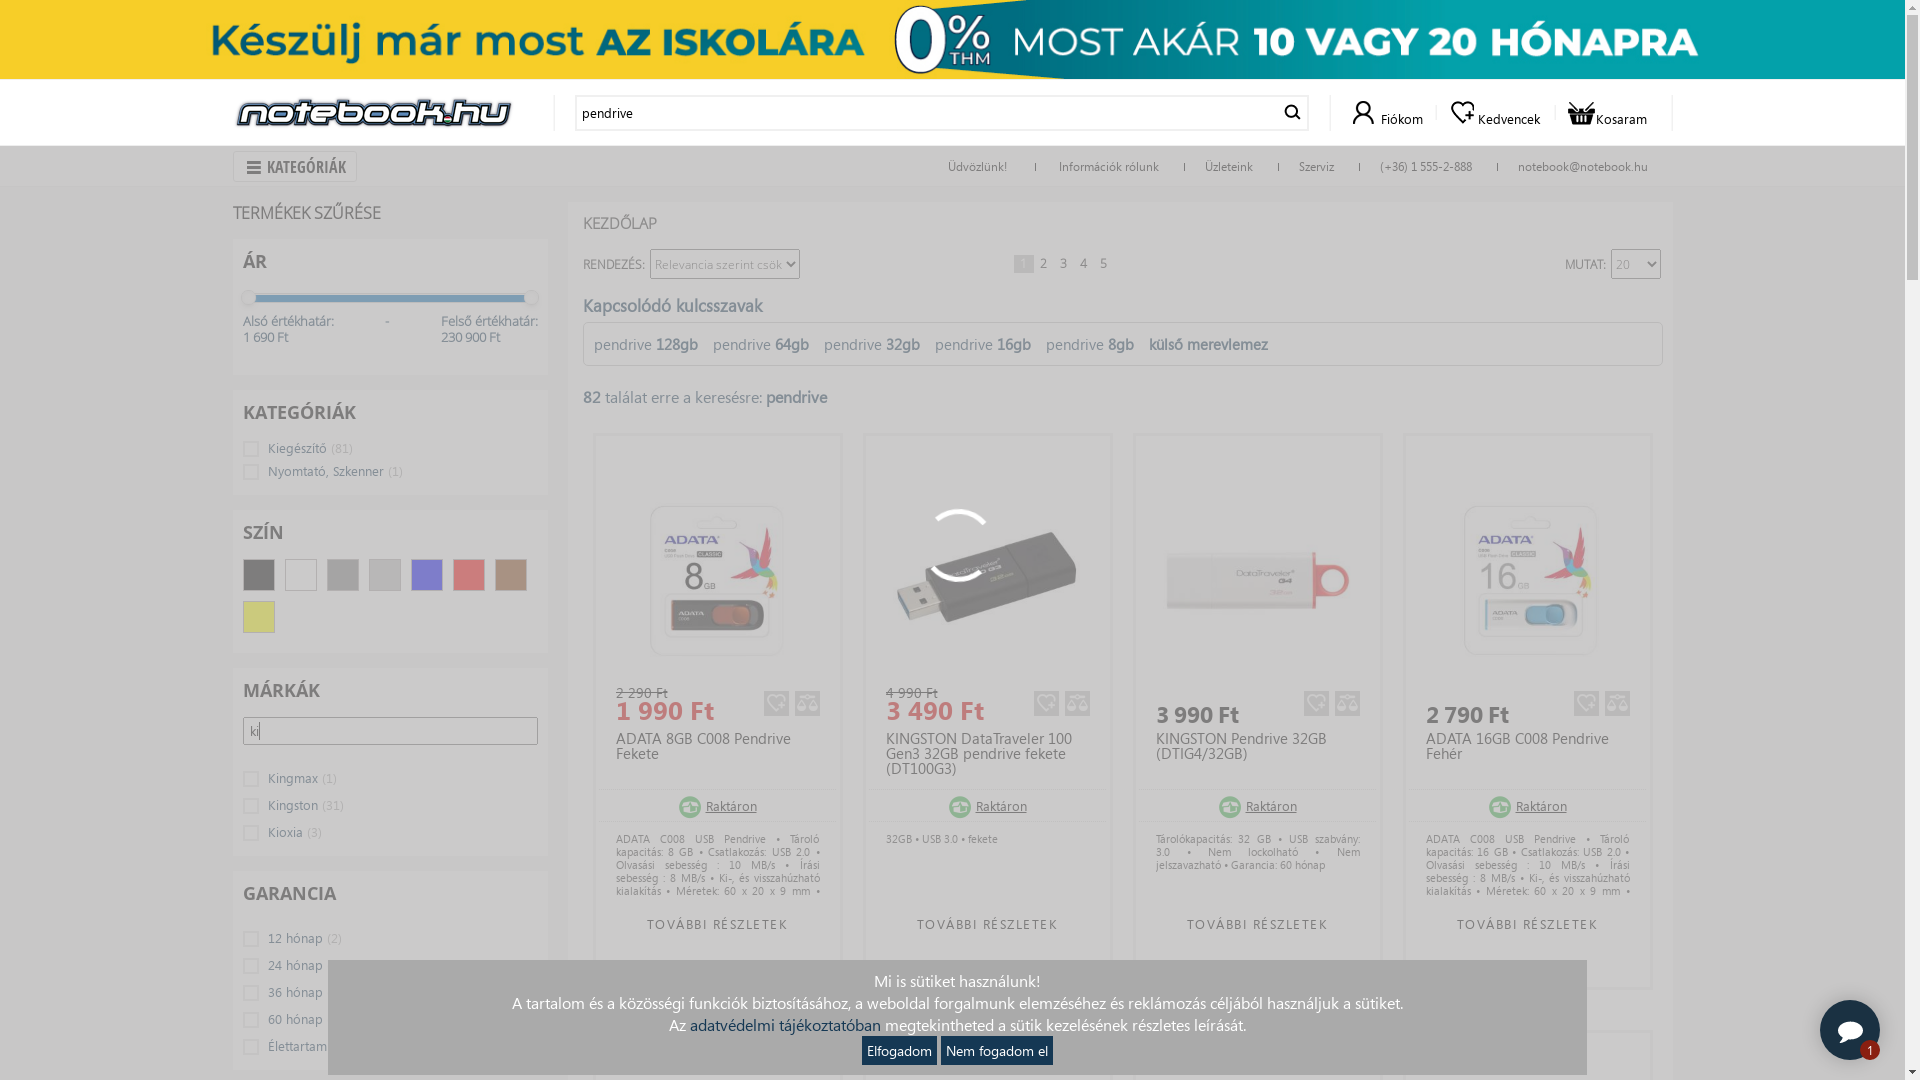 Készülj már most AZ ISKOLÁRA 0% THM MOST AKÁR 10 VAGY 20 HÓNAPRA
notebook.hu
pendrive
Fiókom
Kedvencek
Kosaram
KATEGÓRIÁK
Üdvözlünk!
Információk rólunk
Üzleteink
Szerviz
(+36) 1 555-2-888
notebook@notebook.hu
TERMÉKEK SZŰRÉSE
ÁR
Alsó értékhatár: - Felső értékhatár:
1 690 Ft 230 900 Ft
KATEGÓRIÁK
Kiegészítő (81)
Nyomtató, Szkenner (1)
SZÍN
MÁRKÁK
ki
Kingmax (1)
Kingston (31)
Kioxia (3)
GARANCIA
12 hónap (2)
24 hónap
36 hónap
60 hónap
Élettartam
KEZDŐLAP
RENDEZÉS: Relevancia szerint csök
1 2 3 4 5
MUTAT: 20
Kapcsolódó kulcsszavak
pendrive 128gb pendrive 64gb pendrive 32gb pendrive 16gb pendrive 8gb külső merevlemez
82 találat erre a keresésre: pendrive
ADATA
CLASSIC
8GB
ADATA
2 290 Ft
1 990 Ft
ADATA 8GB C008 Pendrive
Fekete
Raktáron
ADATA C008 USB Pendrive • Tároló
kapacitás: 8 GB • Csatlakozás: USB 2.0 •
Olvasási sebesség : 10 MB/s • Írási
sebesség : 8 MB/s • Ki-, és visszahúzható
kialakítás • Méretek: 60 x 20 x 9 mm •
TOVÁBBI RÉSZLETEK
4 990 Ft
3 490 Ft
KINGSTON DataTraveler 100
Gen3 32GB pendrive fekete
(DT100G3)
Raktáron
32GB • USB 3.0 • fekete
TOVÁBBI RÉSZLETEK
DataTraveler G4
3 990 Ft
KINGSTON Pendrive 32GB
(DTIG4/32GB)
Raktáron
Tárolókapacitás: 32 GB • USB szabvány:
3.0 • Nem lockolható • Nem
jelszavazható • Garancia: 60 hónap
TOVÁBBI RÉSZLETEK
ADATA
CLASSIC
16GB
ADATA
2 790 Ft
ADATA 16GB C008 Pendrive
Fehér
Raktáron
ADATA C008 USB Pendrive • Tároló
kapacitás: 16 GB • Csatlakozás: USB 2.0 •
Olvasási sebesség : 10 MB/s • Írási
sebesség : 8 MB/s • Ki-, és visszahúzható
kialakítás • Méretek: 60 x 20 x 9 mm •
TOVÁBBI RÉSZLETEK
Mi is sütiket használunk!
A tartalom és a közösségi funkciók biztosításához, a weboldal forgalmunk elemzéséhez és reklámozás céljából használjuk a sütiket.
Az adatvédelmi tájékoztatóban megtekintheted a sütik kezelésének részletes leírását.
Elfogadom Nem fogadom el
1